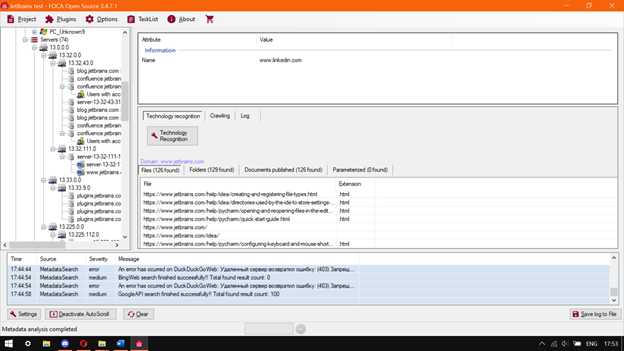 JetBrains test - FOCA Open Source 3.4.7.1
Project Plugins Options TaskList About
PC_Unknown9
Servers (74)
13.0.0.0
13.32.0.0
13.32.43.0
blog.jetbrains.com
confluence.jetbrains
confluence.jetbrains
Users with acc
server-13-32-43-31
blog.jetbrains.com
blog.jetbrains.com
confluence.jetbrains
confluence.jetbrains
Users with acc
13.32.111.0
server-13-32-111-1
server-13-32-1
www.jetbrains
13.33.0.0
13.33.9.0
plugins.jetbrains.co
plugins.jetbrains.co
plugins.jetbrains.co
plugins.jetbrains.co
13.225.0.0
13.225.112.0
Attribute Value
Information
Name www.linkedin.com
Technology recognition Crawling Log
Technology
Recognition
Domain: www.jetbrains.com
Files (126 found) Folders (129 found) Documents published (126 found) Parameterized (0 found)
File Extension
https://www.jetbrains.com/help/idea/creating-and-registering-file-types.html .html
https://www.jetbrains.com/help/idea/directories-used-by-the-ide-to-store-settings-... .html
https://www.jetbrains.com/help/pycharm/opening-and-reopening-files-in-the-edit... .html
https://www.jetbrains.com/help/pycharm/quick-start-guide.html .html
https://www.jetbrains.com/
https://www.jetbrains.com/idea/
https://www.jetbrains.com/help/pycharm/configuring-keyboard-and-mouse-short... .html
Time Source Severity Message
17:44:44 MetadataSearch error An error has occured on DuckDuckGoWeb: Удаленный сервер возвратил ошибку: (403) Запрещ...
17:44:54 MetadataSearch medium BingWeb search finished successfully!! Total found result count: 0
17:44:54 MetadataSearch error An error has occured on DuckDuckGoWeb: Удаленный сервер возвратил ошибку: (403) Запрещ...
17:44:58 MetadataSearch medium GoogleAPI search finished successfully!! Total found result count: 100
Settings Deactivate AutoScroll Clear Save log to File
Metadata analysis completed
ENG 17:53